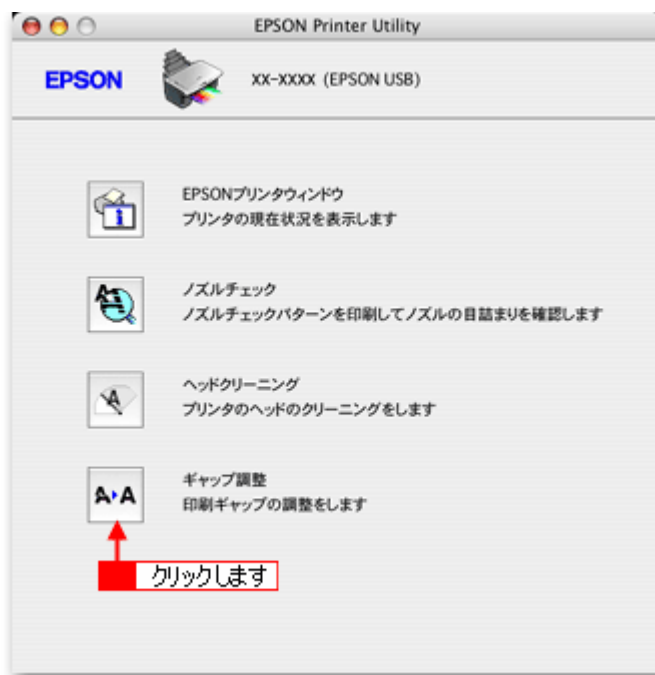 EPSON Printer Utility
EPSON
XX-XXXX (EPSON USB)
EPSONプリンタウィンドウ
プリンタの現在状況を表示します
ノズルチェック
ノズルチェックパターンを印刷してノズルの目詰まりを確認します
ヘッドクリーニング
プリンタのヘッドのクリーニングをします
ギャップ調整
印刷ギャップの調整をします
クリックします